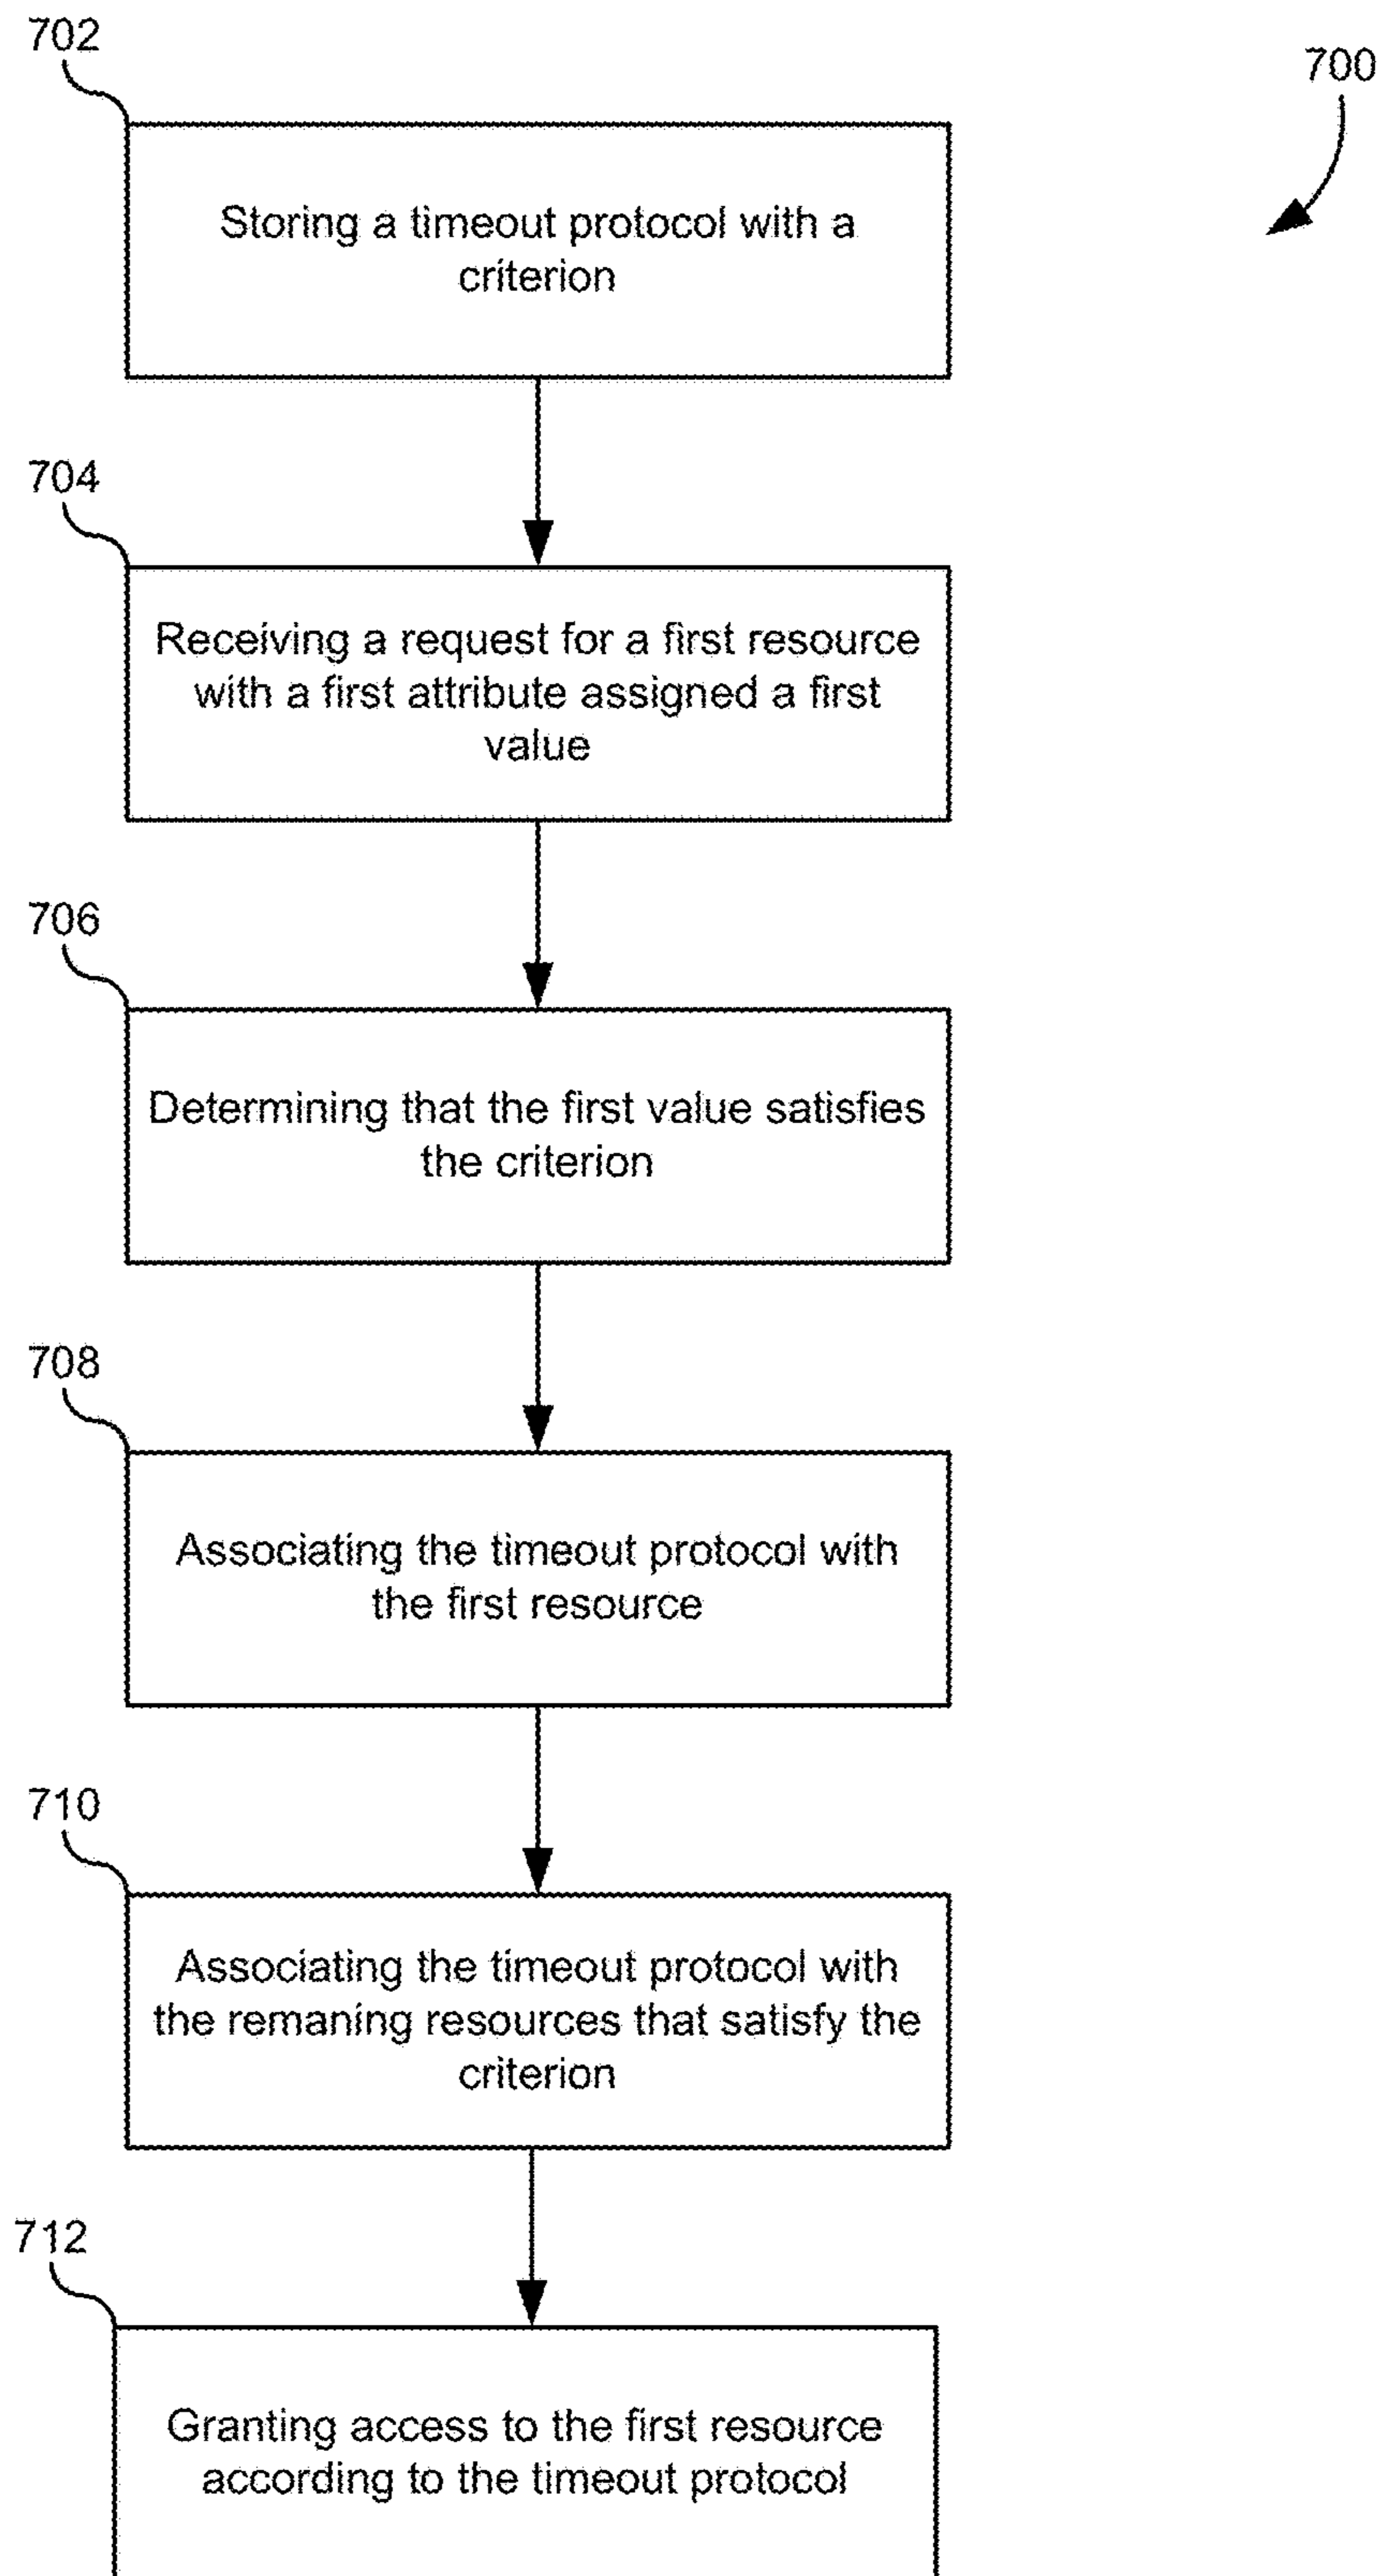 702
700
Storing a timeout protocol with a
criterion
704
Receiving a request for a first resource
with a first attribute assigned a first
value
706
Determining that the first value satisfies
the criterion
708
Associating the timeout protocol with
the first resource
710
Associating the timeout protocol with
the remaning resources that satisfy the
criterion
712
Granting access to the first resource
according to the timeout protocol